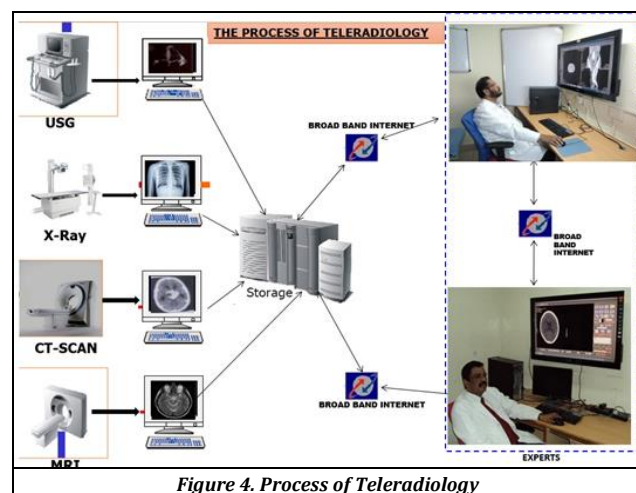 THE PROCESS OF TELERADIOLOGY
USG
BROAD BAND INTERNET
X-Ray
BROAD
BAND
INTERNET
Storage
CT-SCAN
BROAD BAND INTERNET
MRI
EXPERTS
Figure 4. Process of Teleradiology